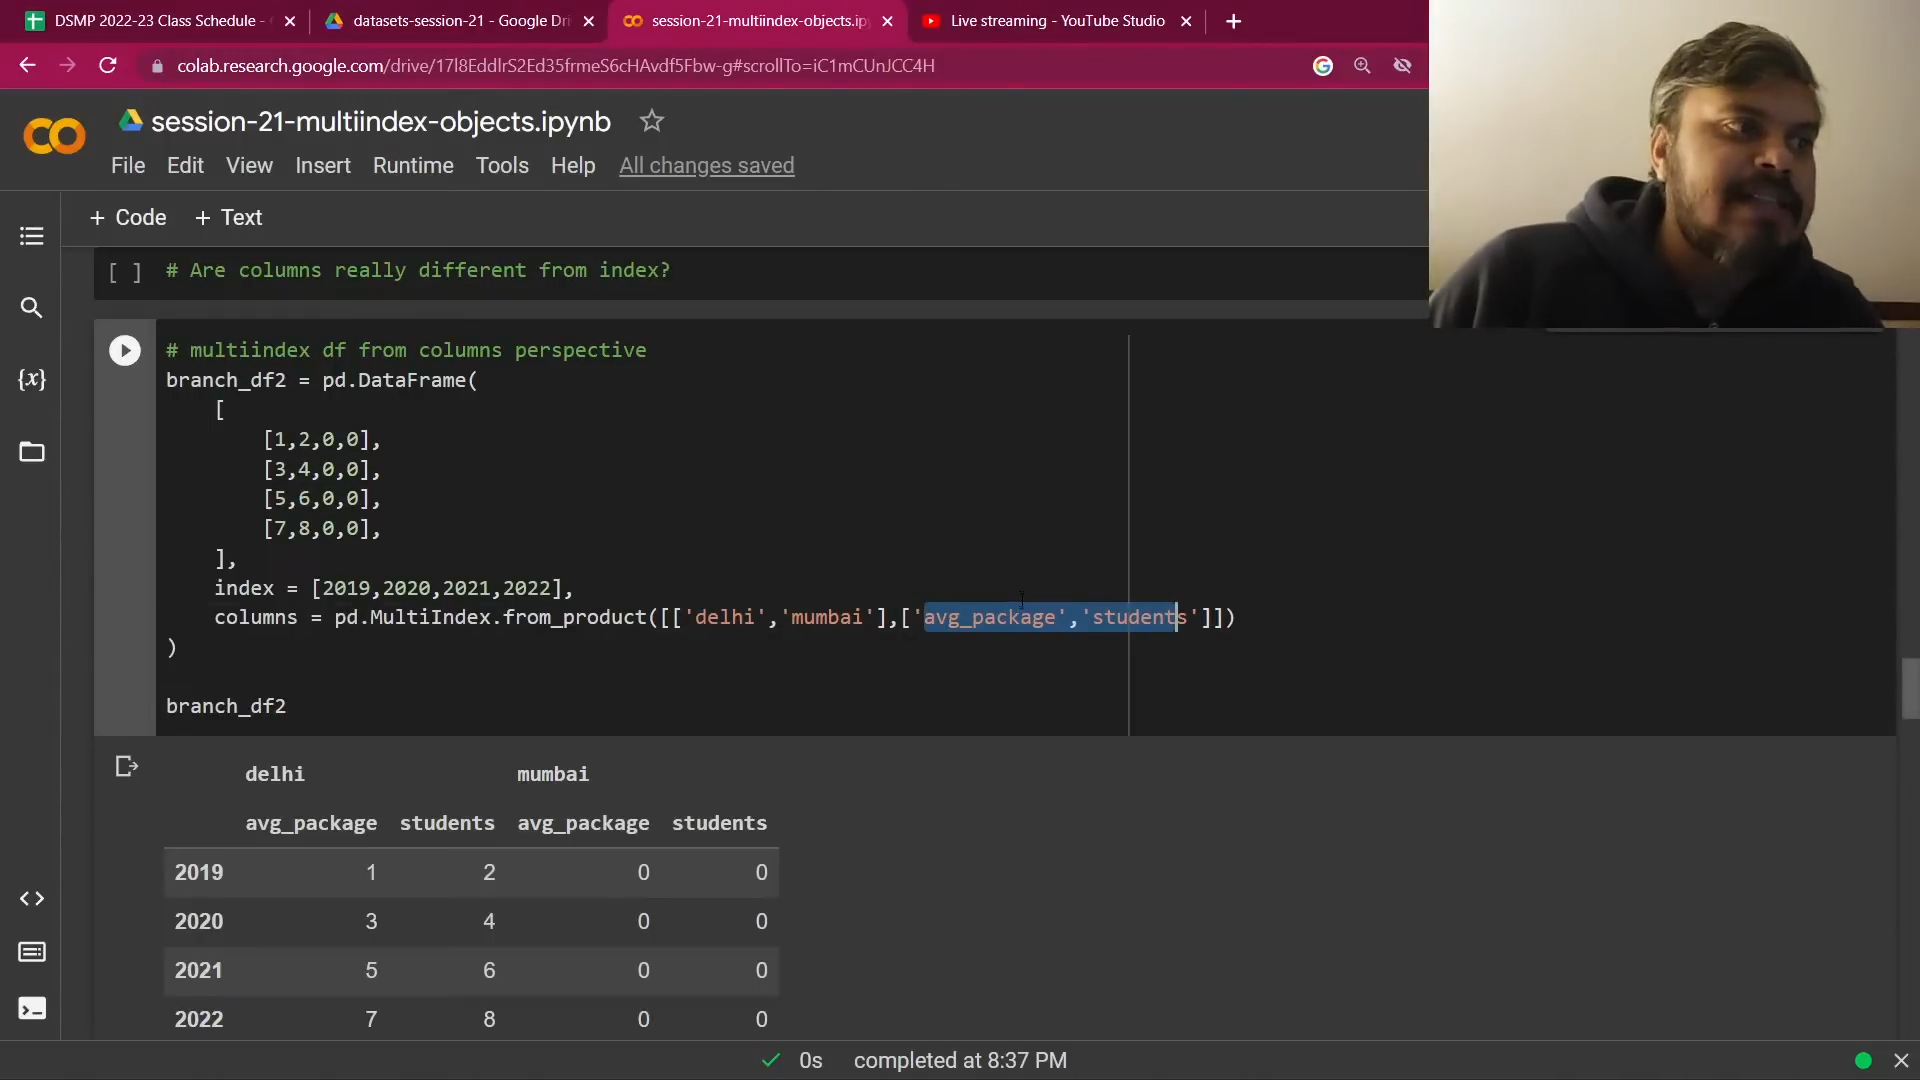 DSMP 2022-23 Class Schedule -
datasets-session-21 - Google Dri
session-21-multiindex-objects.ip
Live streaming - YouTube Studio
colab.research.google.com/drive/17l8EddlrS2Ed35frmeS6cHAvdf5Fbw-g#scrollTo=iC1mCUnJCC4H
session-21-multiindex-objects.ipynb
File Edit View Insert Runtime Tools Help All changes saved
+ Code + Text
[ ] # Are columns really different from index?
# multiindex df from columns perspective
branch_df2 = pd.DataFrame(
[
[1,2,0,0],
[3,4,0,0],
[5,6,0,0],
[7,8,0,0],
],
index = [2019,2020,2021,2022],
columns = pd.MultiIndex.from_product([['delhi','mumbai'],['avg_package','students']])
)
branch_df2
delhi mumbai
avg_package students avg_package students
2019 1 2 0 0
2020 3 4 0 0
2021 5 6 0 0
2022 7 8 0 0
0s completed at 8:37 PM